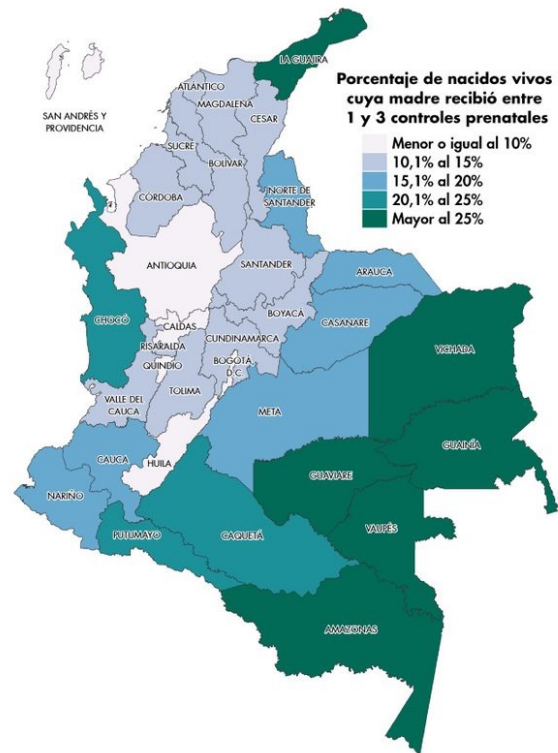 LA GUAJIRA
Porcentaje de nacidos vivos
cuya madre recibió entre
1 y 3 controles prenatales
Menor o igual al 10%
10,1% al 15%
15,1% al 20%
20,1% al 25%
Mayor al 25%
SAN ANDRÉS Y
PROVIDENCIA
ATLÁNTICO
MAGDALENA
CESAR
SUCRE
BOLÍVAR
CÓRDOBA
NORTE DE
SANTANDER
ANTIOQUIA
SANTANDER
ARAUCA
CHOCÓ
BOYACÁ
CASANARE
CALDAS
RISARALDA
CUNDINAMARCA
VICHADA
QUINDIO
BOGOTÁ
D.C.
TOLIMA
VALLE DEL
CAUCA
META
GUAINÍA
CAUCA
HUILA
GUAVIARE
NARIÑO
VAUPÉS
PUTUMAYO
CAQUETÁ
AMAZONAS